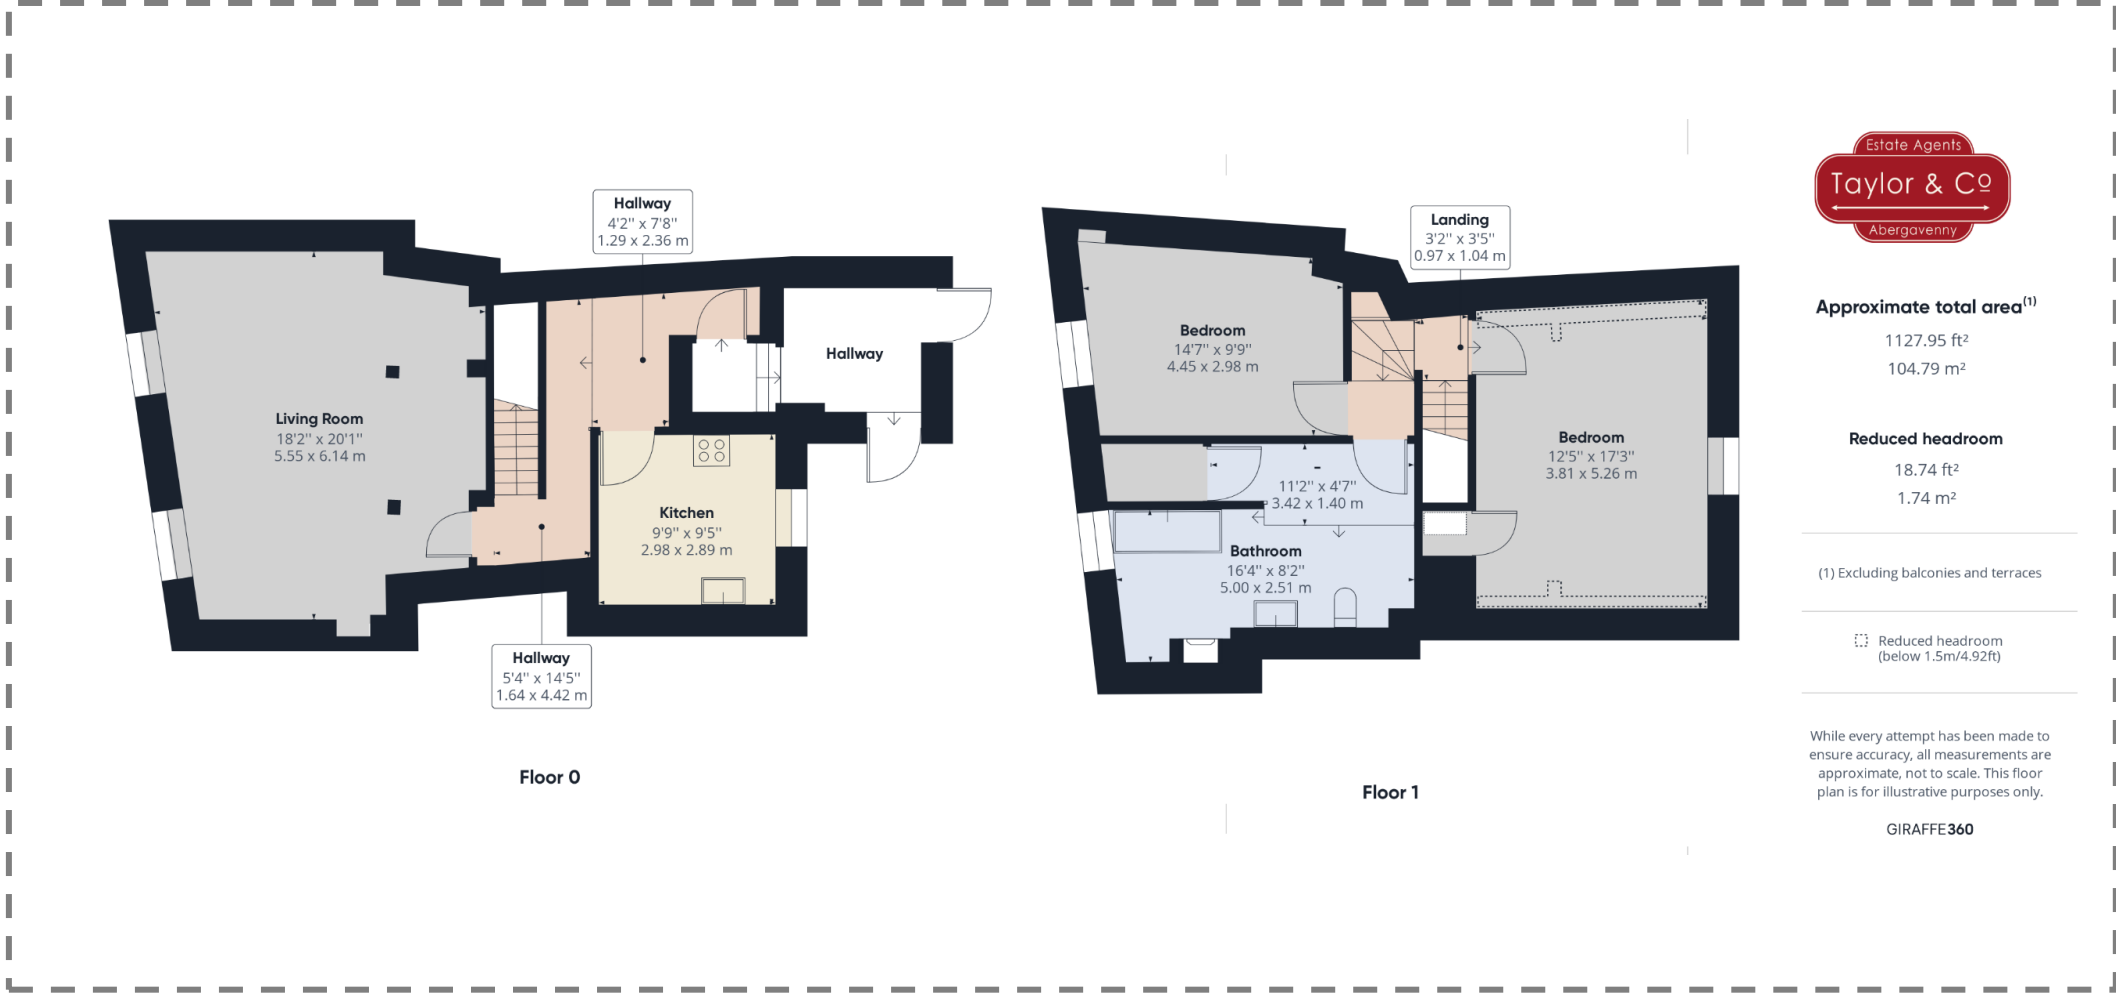 Hallway
4'2" x 7'8"
1.29 x 2.36 m
Hallway
Living Room
18'2" x 20'1"
5.55 x 6.14 m
Kitchen
9'9" x 9'5"
2.98 x 2.89 m
Hallway
5'4" x 14'5"
1.64 x 4.42 m
Floor 0
Landing
3'2" x 3'5"
0.97 x 1.04 m
Bedroom
14'7" x 9'9"
4.45 x 2.98 m
Bedroom
12'5" x 17'3"
3.81 x 5.26 m
-
11'2" x 4'7"
3.42 x 1.40 m
Bathroom
16'4" x 8'2"
5.00 x 2.51 m
Floor 1
Estate Agents
Taylor & Cº
Abergavenny
Approximate total area(1)
1127.95 ft²
104.79 m²
Reduced headroom
18.74 ft²
1.74 m²
(1) Excluding balconies and terraces
Reduced headroom
(below 1.5m/4.92ft)
While every attempt has been made to
ensure accuracy, all measurements are
approximate, not to scale. This floor
plan is for illustrative purposes only.
GIRAFFE360